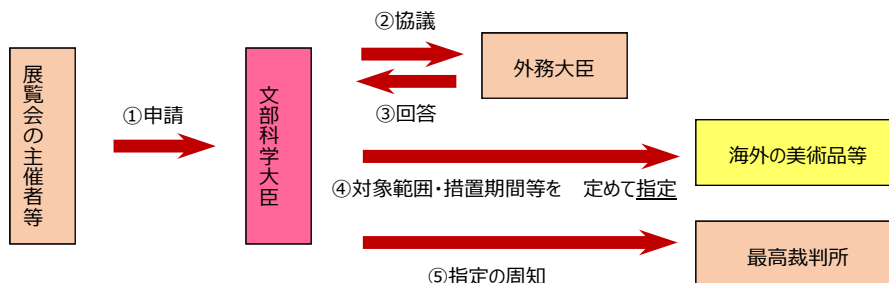 ②協議
外務大臣
③回答
展覧会の主催者等
①申請
文部科学大臣
海外の美術品等
④対象範囲・措置期間等を　定めて指定
最高裁判所
⑤指定の周知